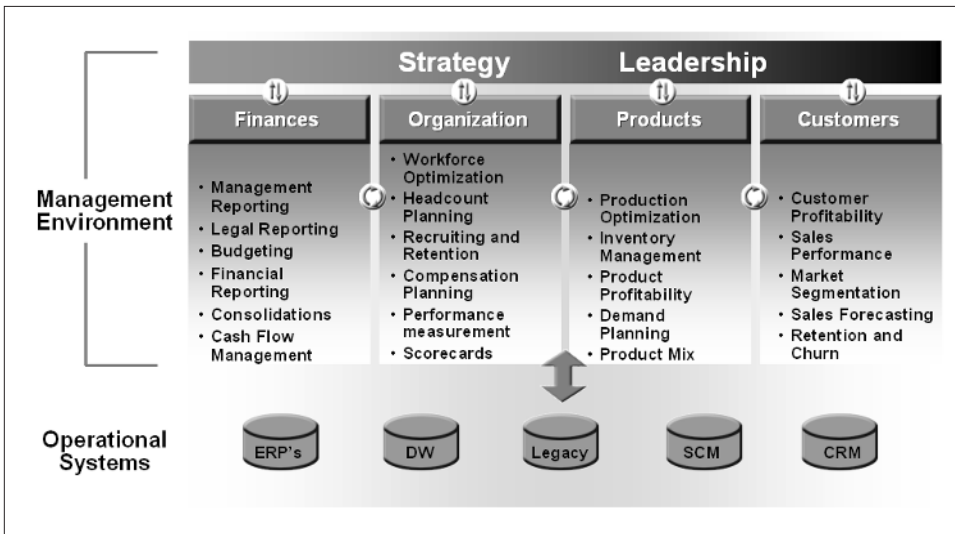 Strategy Leadership
Finances
Organization
Products
Customers
Management
Environment
• Management
Reporting
• Legal Reporting
• Budgeting
• Financial
Reporting
• Consolidations
• Cash Flow
Management
• Workforce
Optimization
• Headcount
Planning
• Recruiting and
Retention
• Compensation
Planning
• Performance
measurement
• Scorecards
• Production
Optimization
• Inventory
Management
• Product
Profitability
• Demand
Planning
• Product Mix
• Customer
Profitability
• Sales
Performance
• Market
Segmentation
• Sales Forecasting
• Retention and
Churn
Operational
Systems
ERP's
DW
Legacy
SCM
CRM